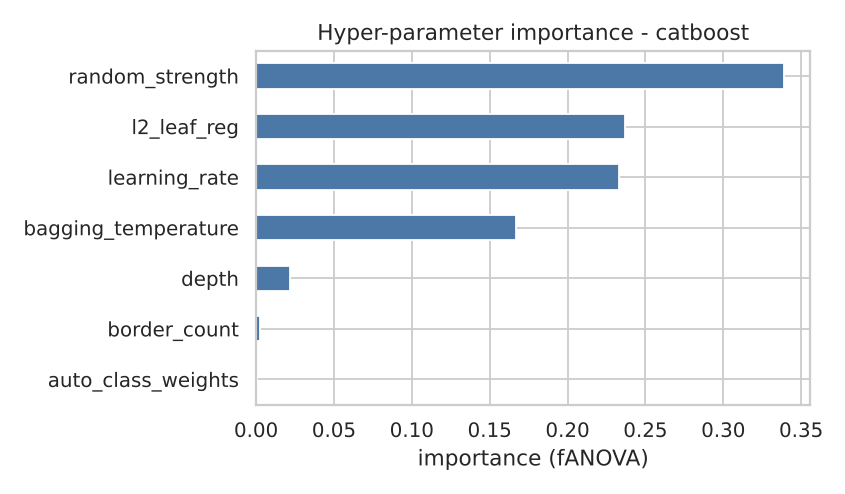 Hyper-parameter importance - catboost
random_strength
l2_leaf_reg
learning_rate
bagging_temperature
depth
border_count
auto_class_weights
0.00 0.05 0.10 0.15 0.20 0.25 0.30 0.35
importance (fANOVA)